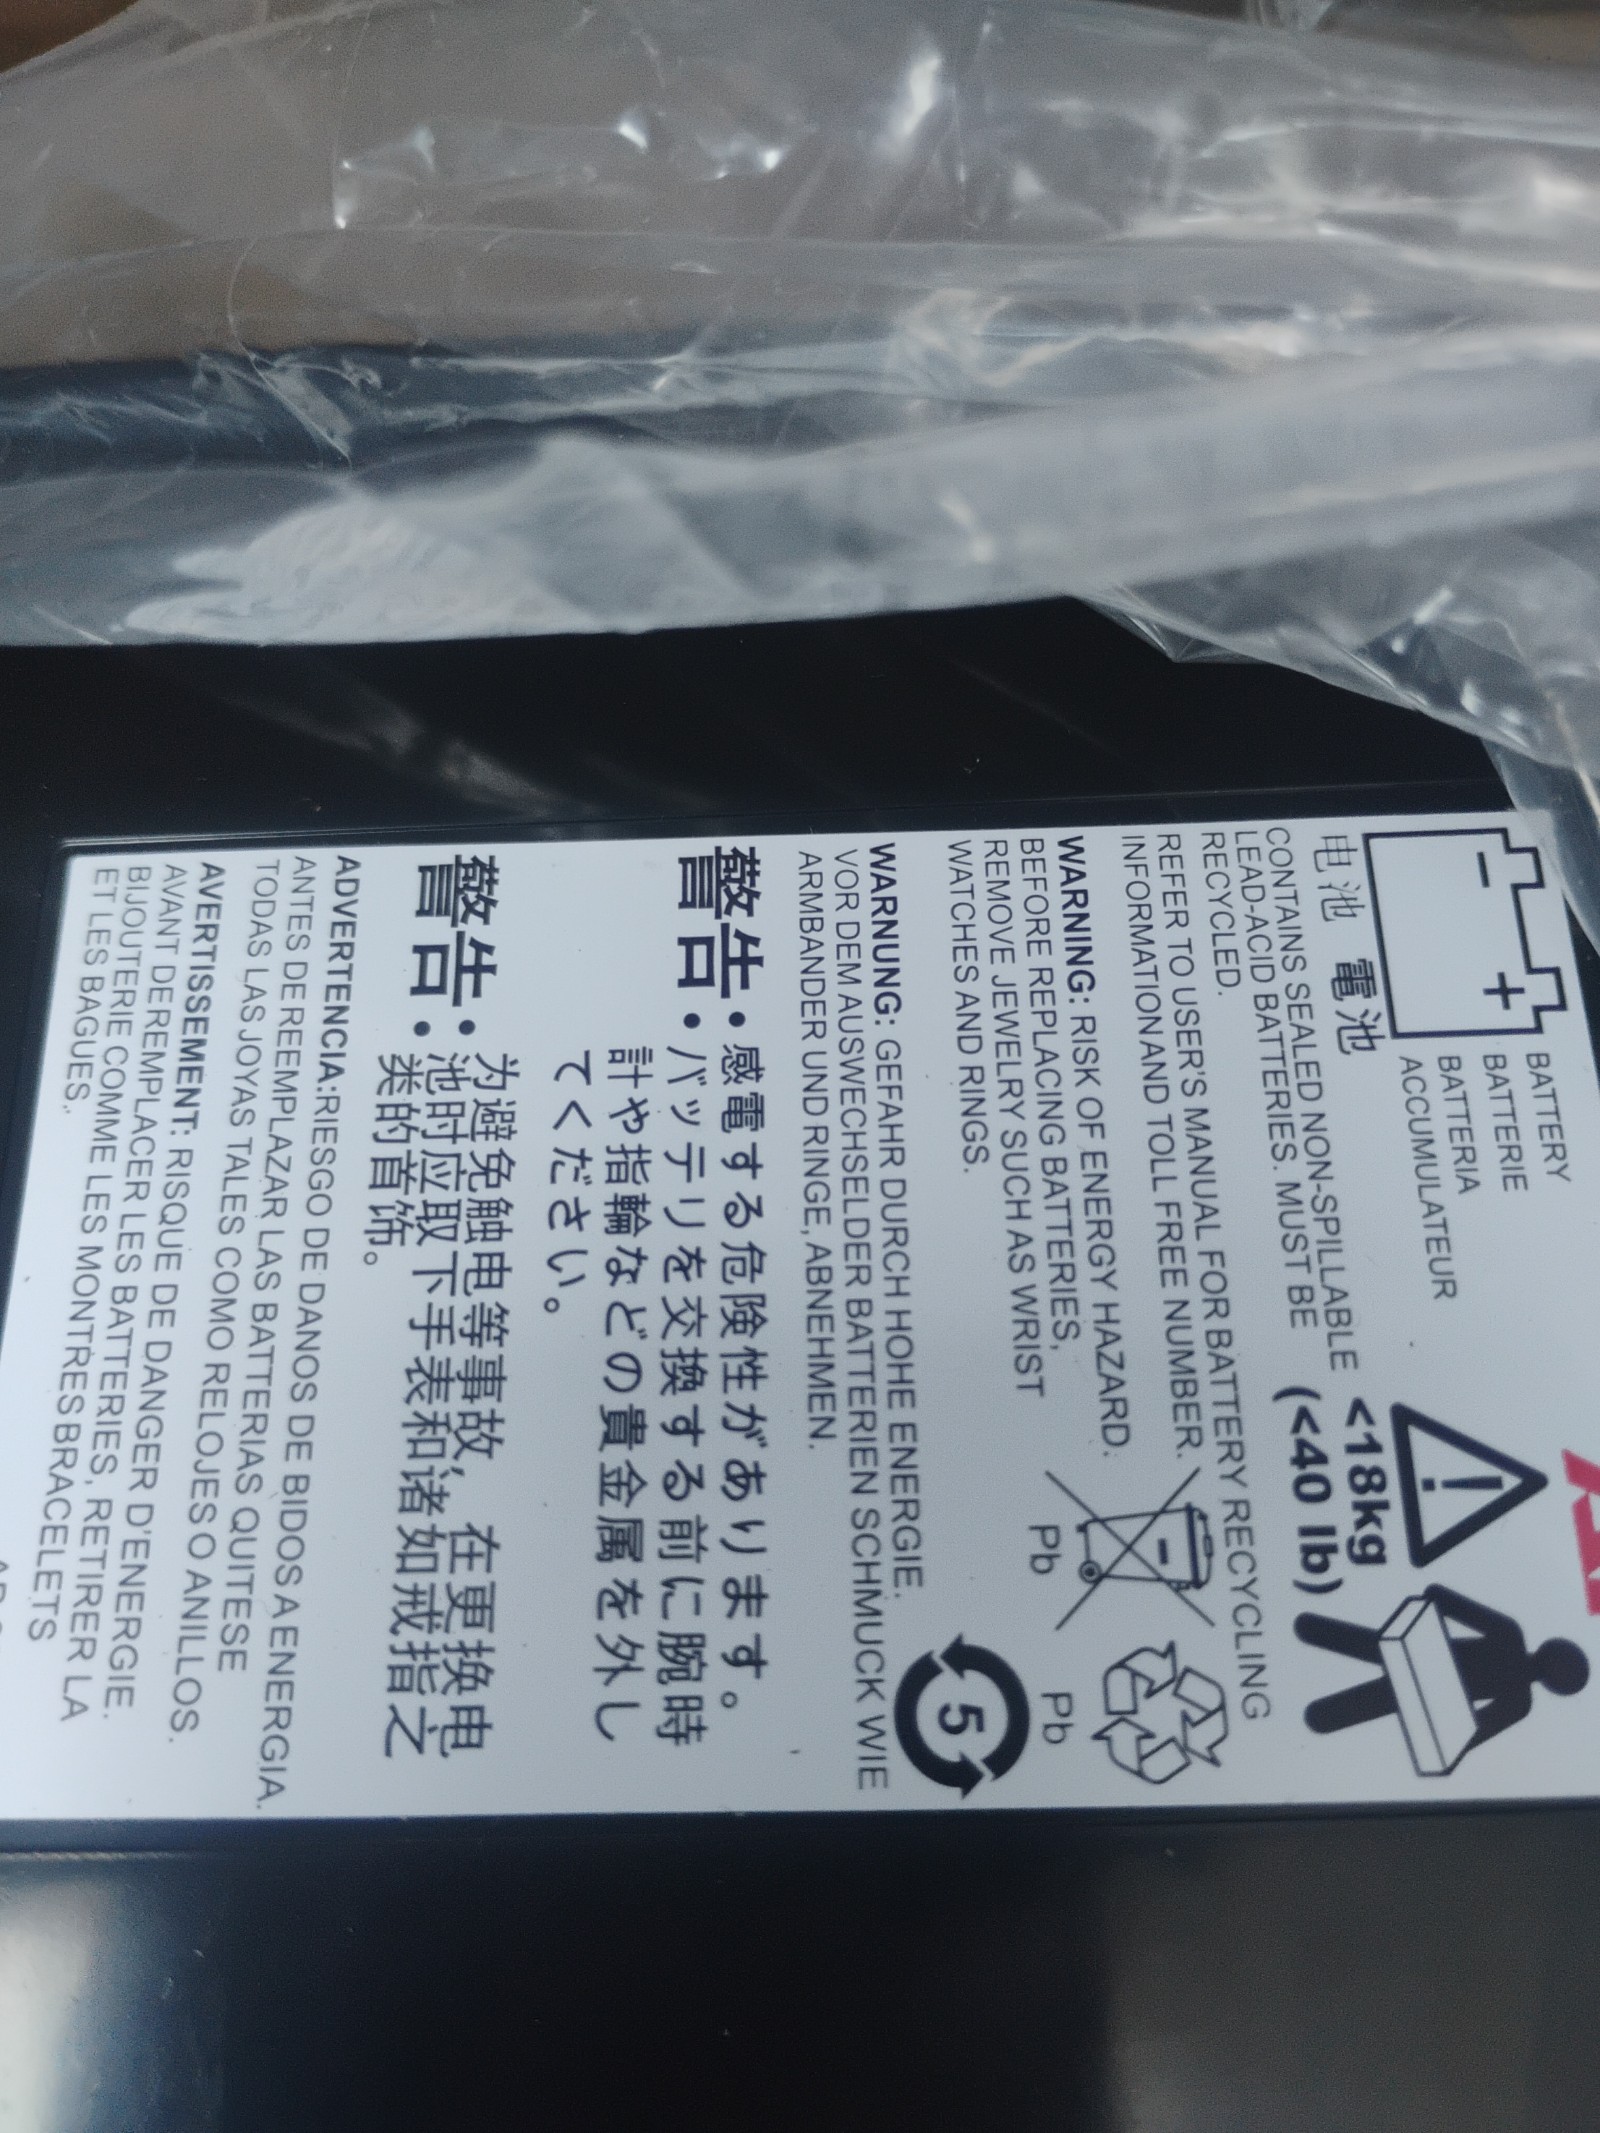 BATTERY
BATTERIE
BATTERIA
ACCUMULATEUR
电池 電池
<18kg
(<40 lb)
CONTAINS SEALED NON-SPILLABLE
LEAD-ACID BATTERIES. MUST BE
RECYCLED.
REFER TO USER'S MANUAL FOR BATTERY RECYCLING
INFORMATION AND TOLL FREE NUMBER.
WARNING: RISK OF ENERGY HAZARD.
BEFORE REPLACING BATTERIES,
REMOVE JEWELRY SUCH AS WRIST
WATCHES AND RINGS.
Pb
Pb
5
WARNUNG: GEFAHR DURCH HOHE ENERGIE.
VOR DEM AUSWECHSELDER BATTERIEN SCHMUCK WIE
ARMBANDER UND RINGE, ABNEHMEN.
警告:感電する危険性があります。
バッテリを交換する前に腕時
計や指輪などの貴金属を外し
てください。
警告:为避免触电等事故, 在更换电
池时应取下手表和诸如戒指之
类的首饰。
ADVERTENCIA:RIESGO DE DANOS DE BIDOS A ENERGIA.
ANTES DE REEMPLAZAR LAS BATTERIAS QUITESE
TODAS LAS JOYAS TALES COMO RELOJES O ANILLOS.
AVERTISSEMENT: RISQUE DE DANGER D'ENERGIE.
AVANT DE REMPLACER LES BATTERIES, RETIRER LA
BIJOUTERIE COMME LES MONTRES BRACELETS
ET LES BAGUES.